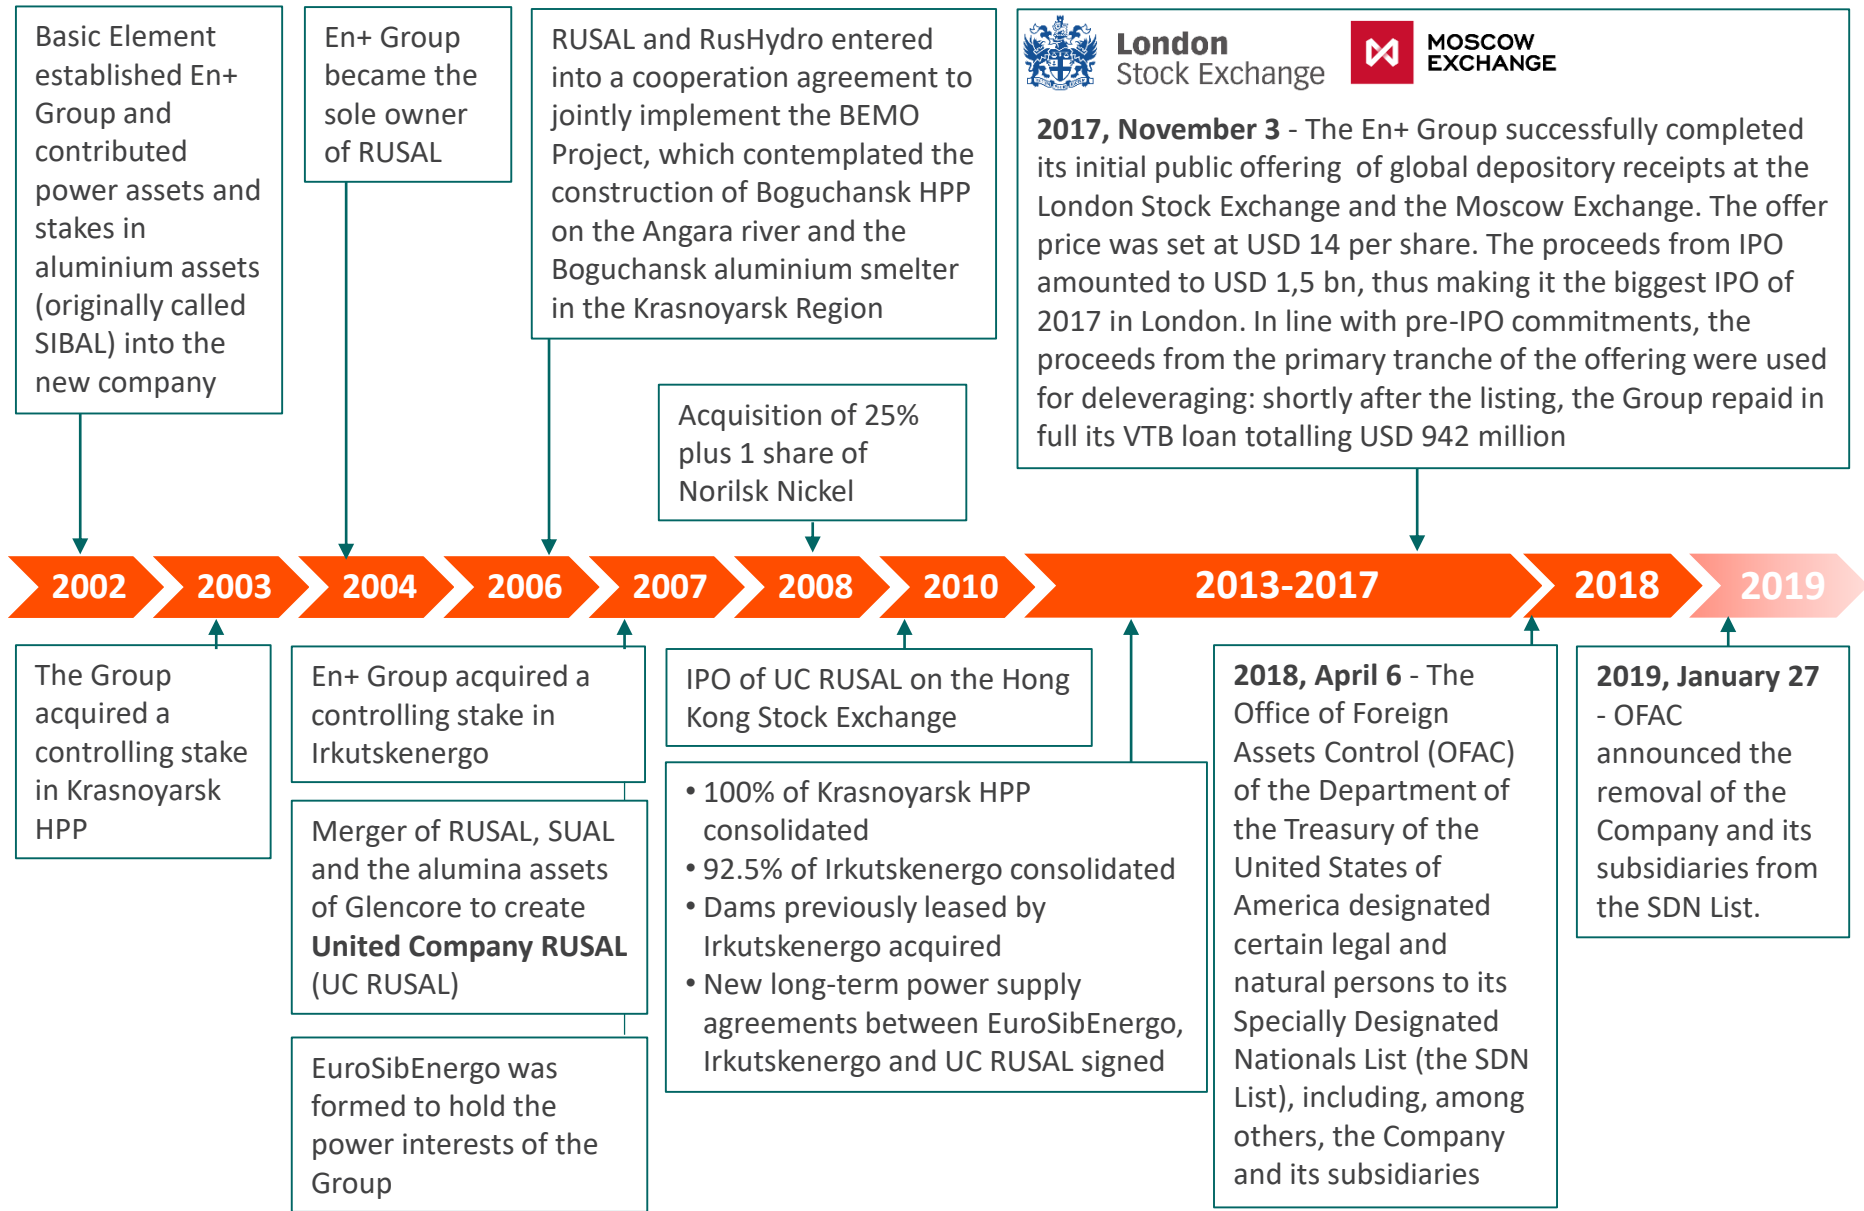 Basic Element
established En+
Group and
contributed
power assets and
stakes in
aluminium assets
(originally called
SIBAL) into the
new company
En+ Group
became the
sole owner
of RUSAL
RUSAL and RusHydro entered
into a cooperation agreement to
jointly implement the BEMO
Project, which contemplated the
construction of Boguchansk HPP
on the Angara river and the
Boguchansk aluminium smelter
in the Krasnoyarsk Region
Acquisition of 25%
plus 1 share of
Norilsk Nickel
London
Stock Exchange
MOSCOW
EXCHANGE
2017, November 3 - The En+ Group successfully completed
its initial public offering of global depository receipts at the
London Stock Exchange and the Moscow Exchange. The offer
price was set at USD 14 per share. The proceeds from IPO
amounted to USD 1,5 bn, thus making it the biggest IPO of
2017 in London. In line with pre-IPO commitments, the
proceeds from the primary tranche of the offering were used
for deleveraging: shortly after the listing, the Group repaid in
full its VTB loan totalling USD 942 million
2002
2003
2004
2006
2007
2008
2010
2013-2017
2018
2019
The Group
acquired a
controlling stake
in Krasnoyarsk
HPP
En+ Group acquired a
controlling stake in
Irkutskenergo
Merger of RUSAL, SUAL
and the alumina assets
of Glencore to create
United Company RUSAL
(UC RUSAL)
EuroSibEnergo was
formed to hold the
power interests of the
Group
IPO of UC RUSAL on the Hong
Kong Stock Exchange
• 100% of Krasnoyarsk HPP
consolidated
• 92.5% of Irkutskenergo consolidated
• Dams previously leased by
Irkutskenergo acquired
• New long-term power supply
agreements between EuroSibEnergo,
Irkutskenergo and UC RUSAL signed
2018, April 6 - The
Office of Foreign
Assets Control (OFAC)
of the Department of
the Treasury of the
United States of
America designated
certain legal and
natural persons to its
Specially Designated
Nationals List (the SDN
List), including, among
others, the Company
and its subsidiaries
2019, January 27
- OFAC
announced the
removal of the
Company and its
subsidiaries from
the SDN List.